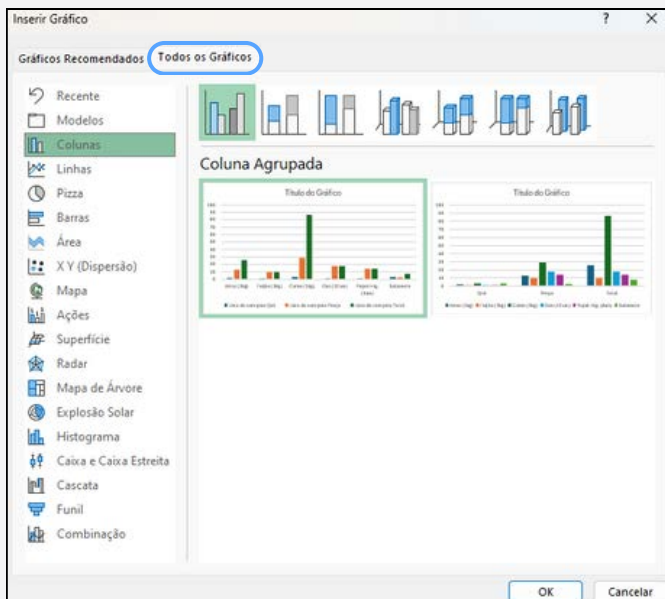 Inserir Gráfico ? ×
Gráficos Recomendados Todos os Gráficos
Recente
Modelos
Colunas
Linhas
Pizza
Barras
Área
X Y (Dispersão)
Mapa
Ações
Superfície
Radar
Mapa de Árvore
Explosão Solar
Histograma
Caixa e Caixa Estreita
Cascata
Funil
Combinação
Coluna Agrupada
Título do Gráfico
Título do Gráfico
OK Cancelar